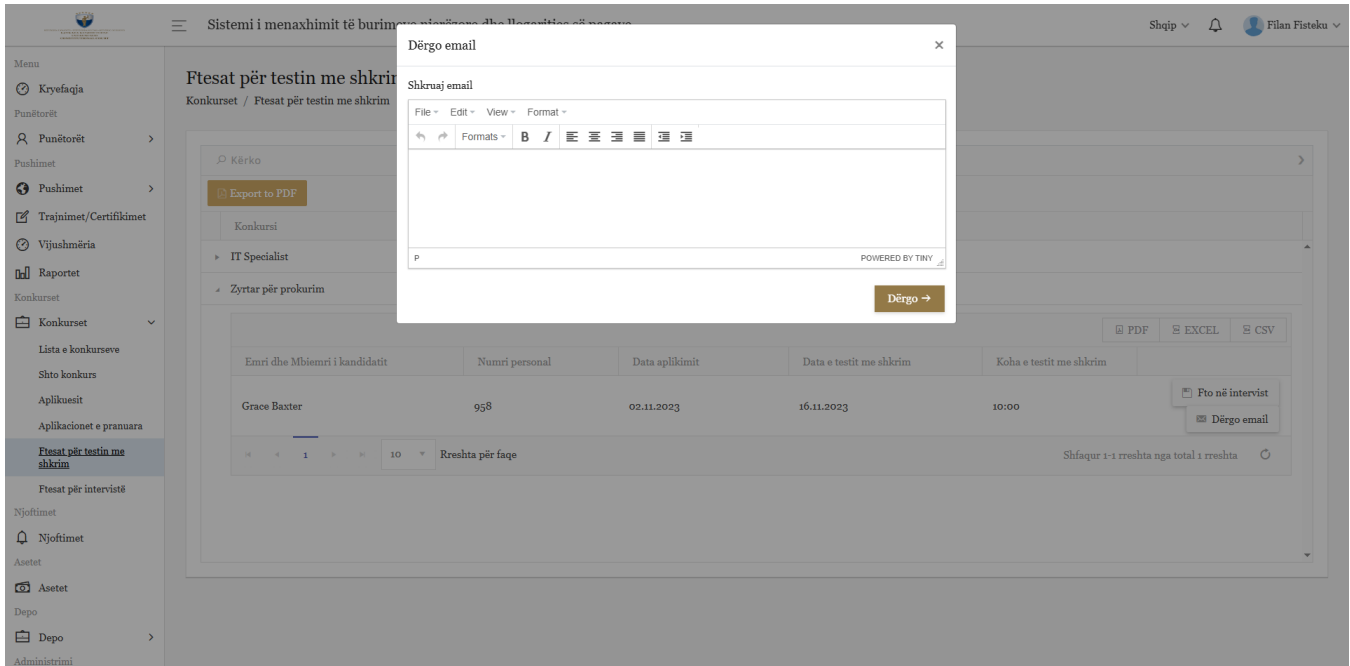 Sistemi i menaxhimit të burimeve njerëzore dhe llogaritjes së pagave
Shqip
Filan Fisteku
Menu
Kryefaqja
Punëtorët
Punëtorët
Pushimet
Pushimet
Trajnimet/Certifikimet
Vijushmëria
Raportet
Konkurset
Konkurset
Lista e konkurseve
Shto konkurs
Aplikuesit
Aplikacionet e pranuara
Ftesat për testin me
shkrim
Ftesat për intervistë
Njoftimet
Njoftimet
Asetet
Asetet
Depo
Depo
Administrimi
Ftesat për testin me shkrim
Konkurset / Ftesat për testin me shkrim
Kërko
Export to PDF
Konkursi
IT Specialist
Zyrtar për prokurim
Dërgo email ×
Shkruaj email
File Edit View Format
Formats B I
P POWERED BY TINY
Dërgo →
PDF EXCEL CSV
Emri dhe Mbiemri i kandidatit Numri personal Data aplikimit Data e testit me shkrim Koha e testit me shkrim
Grace Baxter 958 02.11.2023 16.11.2023 10:00
Fto në intervist
Dërgo email
1 10 Rreshta për faqe Shfaqur 1-1 rreshta nga total 1 rreshta